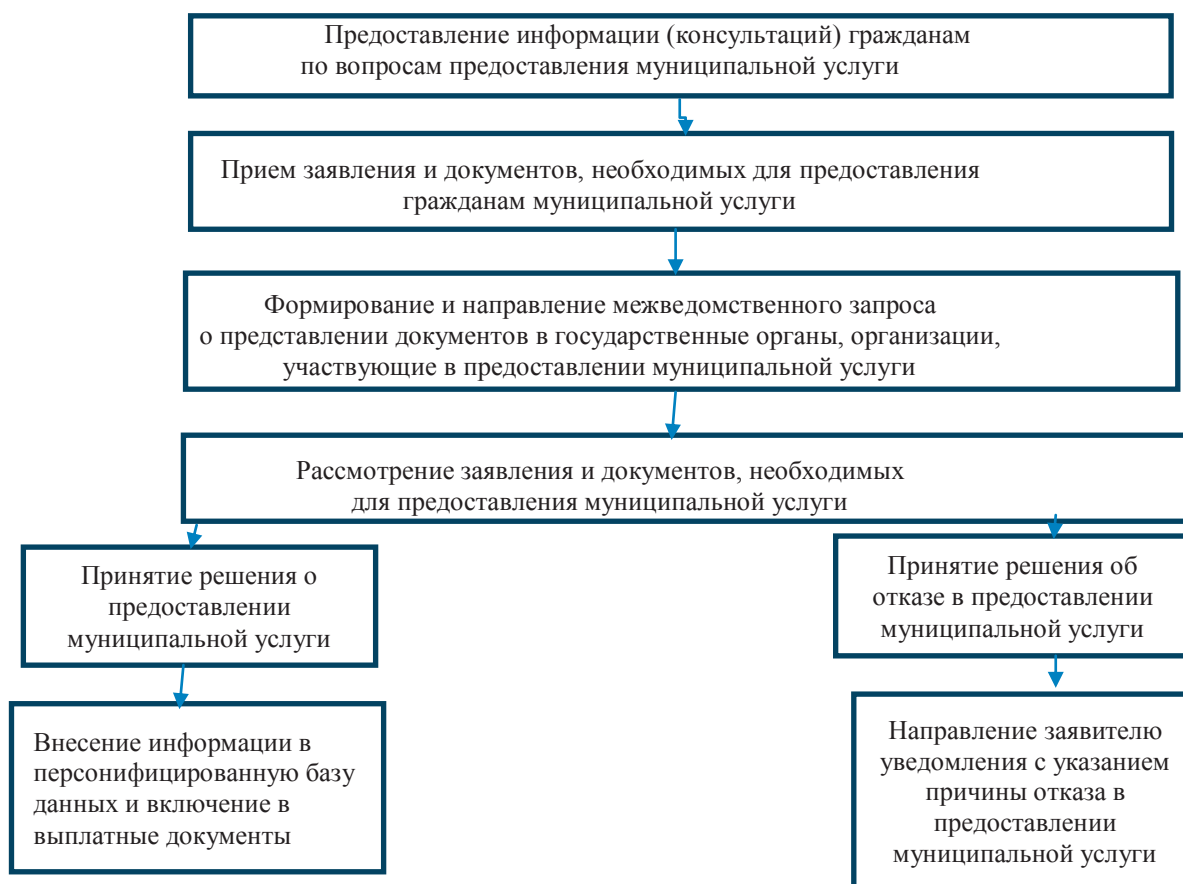 Предоставление информации (консультаций) гражданам
по вопросам предоставления муниципальной услуги
Прием заявления и документов, необходимых для предоставления
гражданам муниципальной услуги
Формирование и направление межведомственного запроса
о представлении документов в государственные органы, организации,
участвующие в предоставлении муниципальной услуги
Рассмотрение заявления и документов, необходимых
для предоставления муниципальной услуги
Принятие решения о
предоставлении
муниципальной услуги
Принятие решения об
отказе в предоставлении
муниципальной услуги
Внесение информации в
персонифицированную базу
данных и включение в
выплатные документы
Направление заявителю
уведомления с указанием
причины отказа в
предоставлении
муниципальной услуги